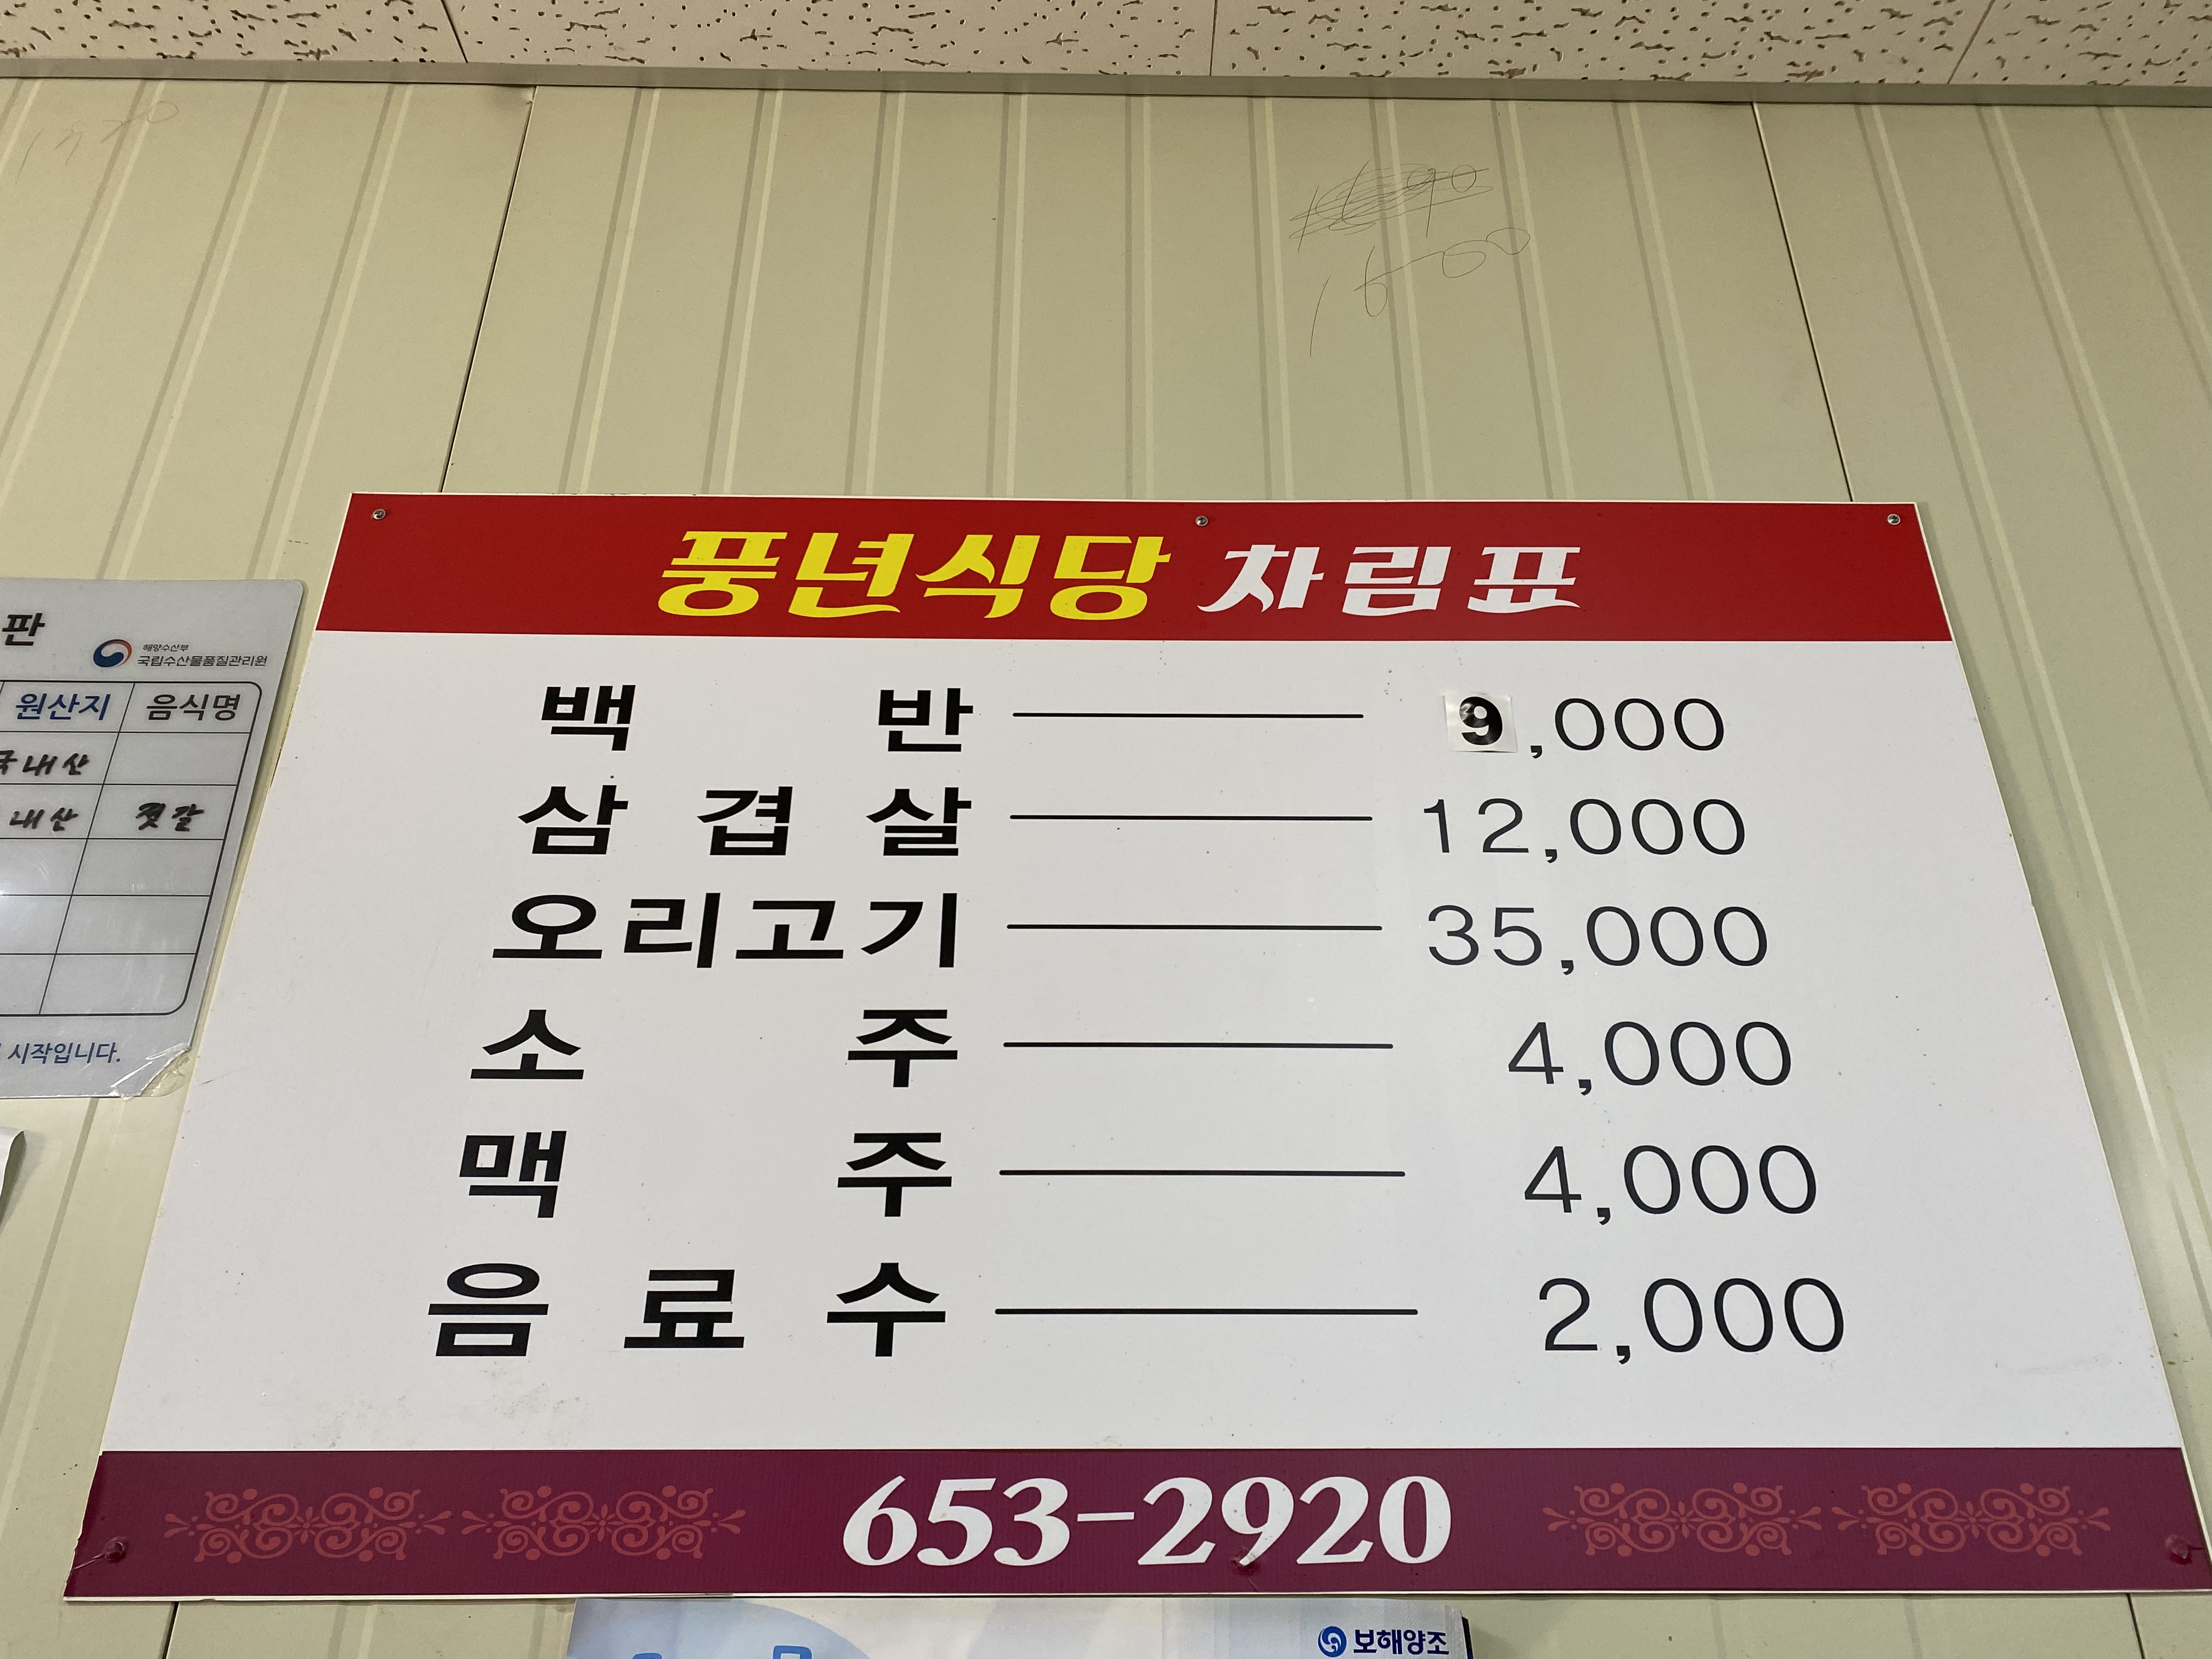 풍년식당 차림표
백반 9,000
삼겹살 12,000
오리고기 35,000
소주 4,000
맥주 4,000
음료수 2,000
653-2920
판
해양수산부
국립수산물품질관리원
원산지 음식명
국내산
내산 젓갈
시작입니다.
보해양조